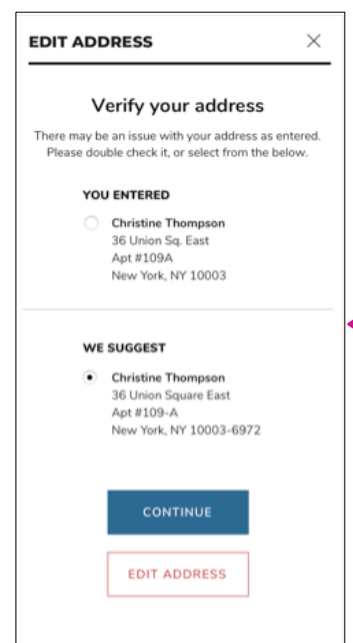 EDIT ADDRESS
Verify your address
There may be an issue with your address as entered.
Please double check it, or select from the below.
YOU ENTERED
Christine Thompson
36 Union Sq. East
Apt #109A
New York, NY 10003
WE SUGGEST
Christine Thompson
36 Union Square East
Apt #109-A
New York, NY 10003-6972
CONTINUE
EDIT ADDRESS